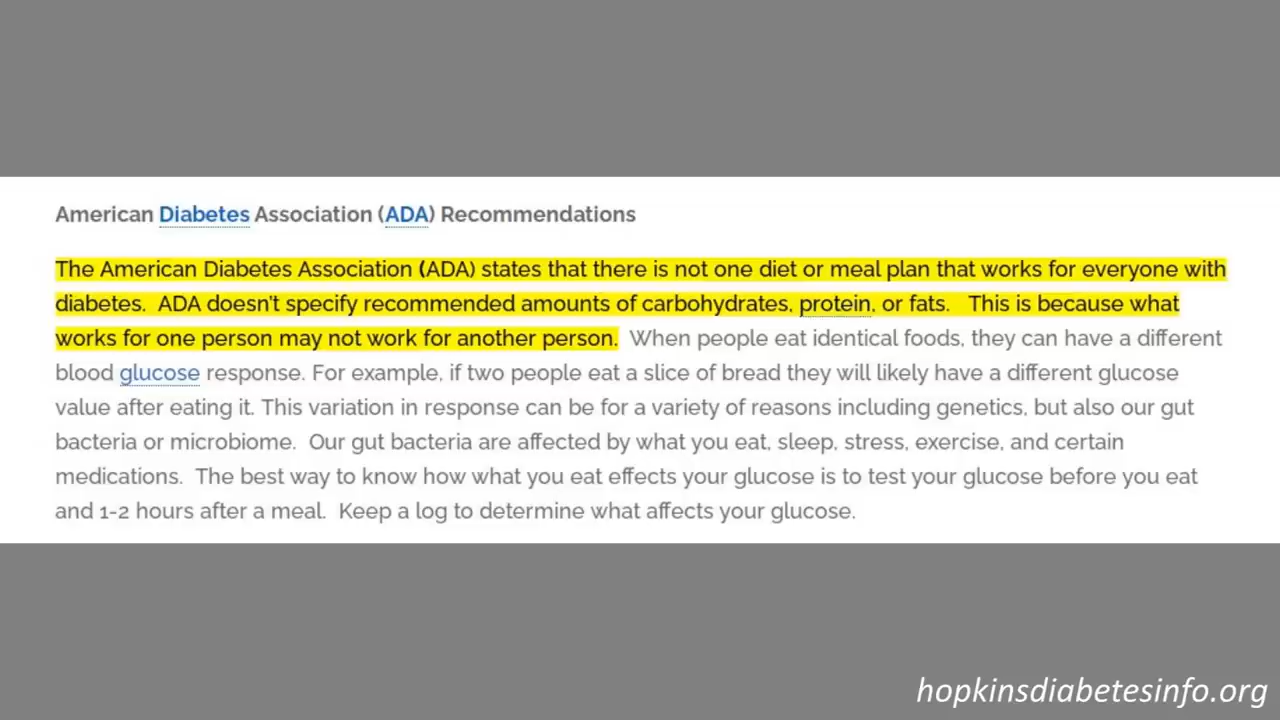 American Diabetes Association (ADA) Recommendations
The American Diabetes Association (ADA) states that there is not one diet or meal plan that works for everyone with
diabetes. ADA doesn't specify recommended amounts of carbohydrates, protein, or fats. This is because what
works for one person may not work for another person. When people eat identical foods, they can have a different
blood glucose response. For example, if two people eat a slice of bread they will likely have a different glucose
value after eating it. This variation in response can be for a variety of reasons including genetics, but also our gut
bacteria or microbiome. Our gut bacteria are affected by what you eat, sleep, stress, exercise, and certain
medications. The best way to know how what you eat effects your glucose is to test your glucose before you eat
and 1-2 hours after a meal. Keep a log to determine what affects your glucose.
hopkinsdiabetesinfo.org